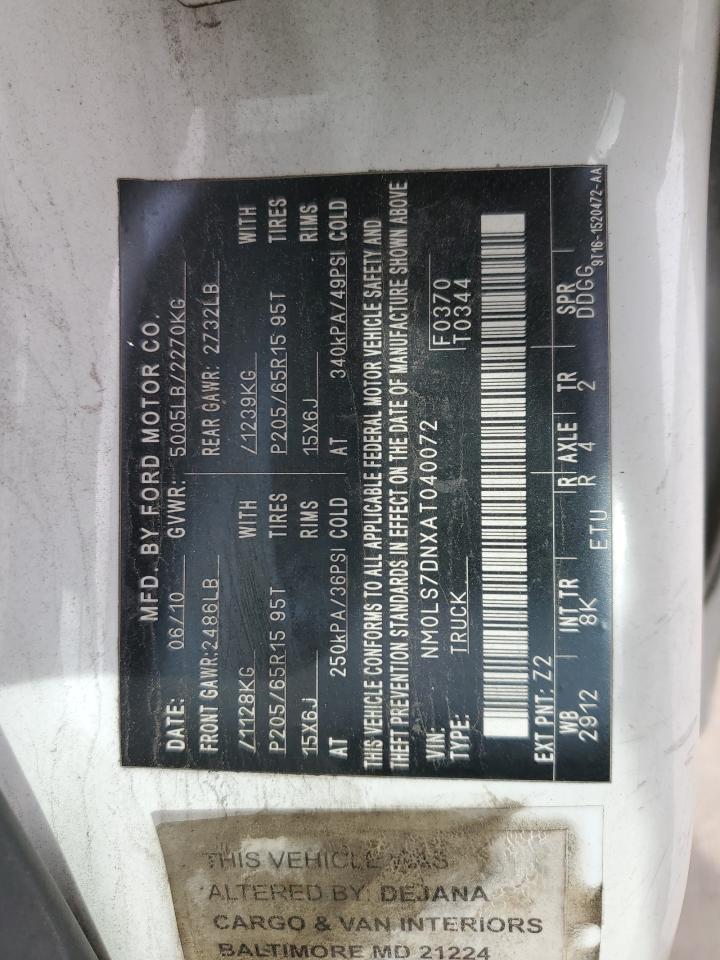 MFD. BY FORD MOTOR CO.
DATE: 06/10 GVWR: 5005LB/2270KG
FRONT GAWR:2486LB REAR GAWR: 2732LB
/1128KG WITH /1239KG WITH
P205/65R15 95T TIRES P205/65R15 95T TIRES
15X6J RIMS 15X6J RIMS
AT 250kPA/36PSI COLD AT 340kPA/49PSI COLD
THIS VEHICLE CONFORMS TO ALL APPLICABLE FEDERAL MOTOR VEHICLE SAFETY AND
THEFT PREVENTION STANDARDS IN EFFECT ON THE DATE OF MANUFACTURE SHOWN ABOVE
VIN: NM0LS7DNXAT040072 F0370
TYPE: TRUCK T0344
EXT PNT: Z2
WB INT TR R AXLE TR SPR
2912 8K 4 2 DDGG
ETU R
9T16-1520472-AA
THIS VEHICLE WAS
ALTERED BY: DEJANA
CARGO & VAN INTERIORS
BALTIMORE MD 21224